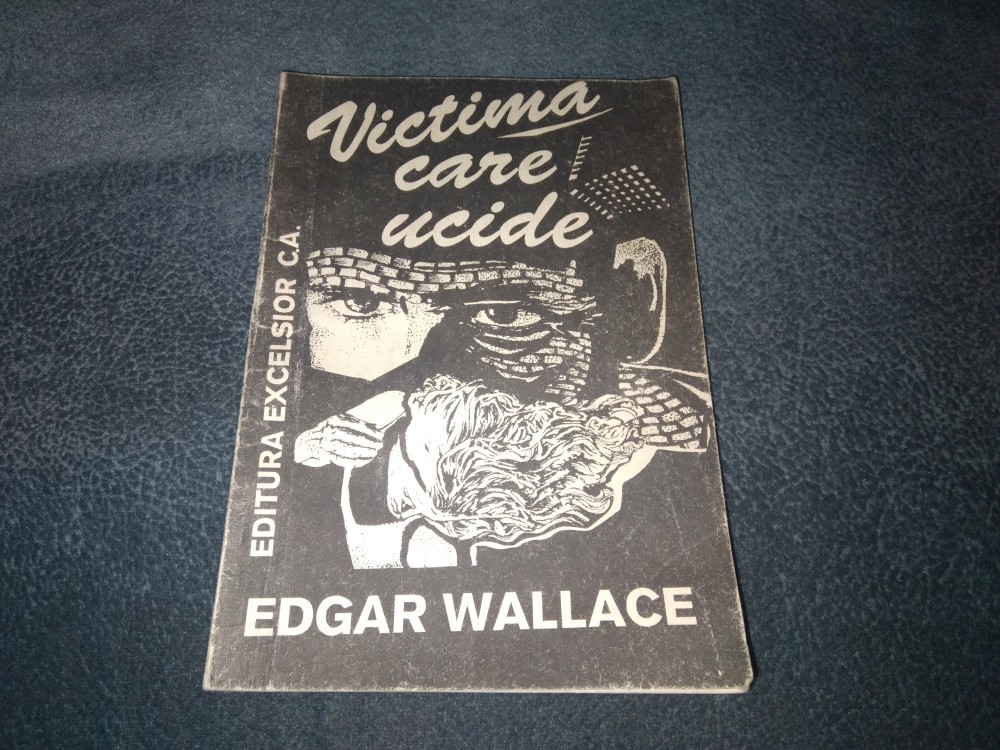 Victima
care
ucide
EDITURA EXCELSIOR C.A.
EDGAR WALLACE